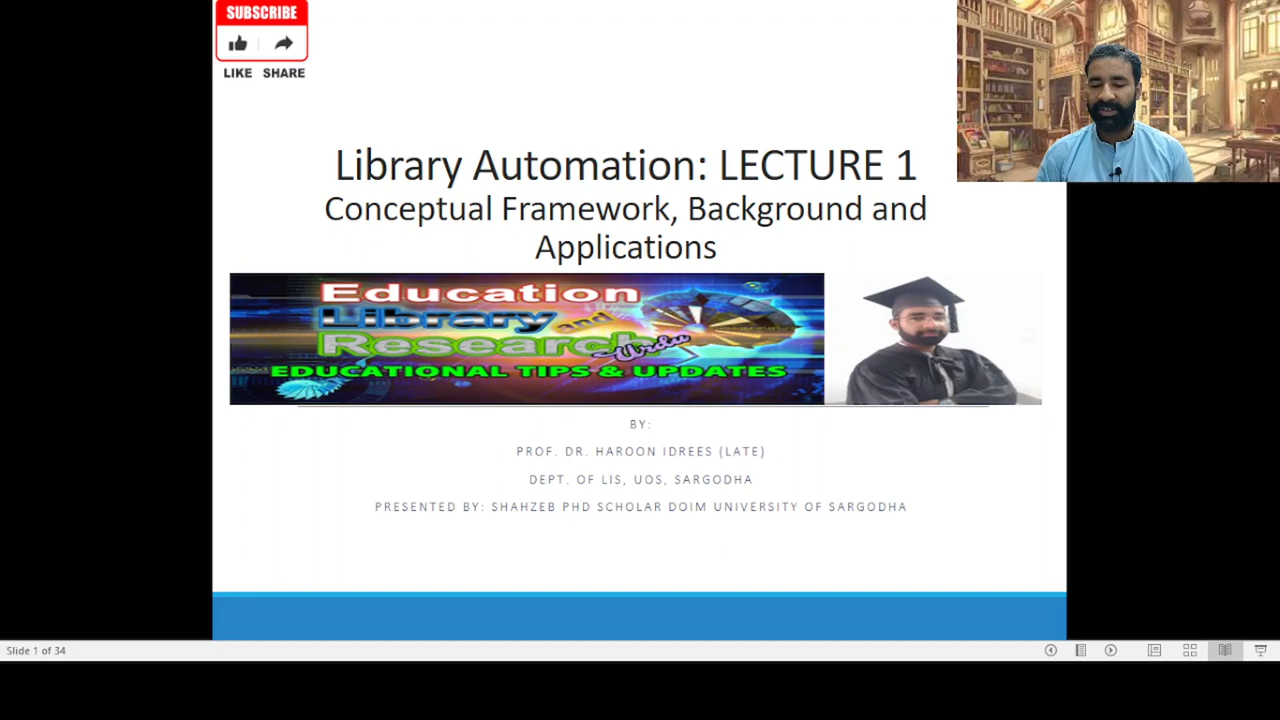 SUBSCRIBE
LIKE SHARE
Library Automation: LECTURE 1
Conceptual Framework, Background and
Applications
Education
Library and
Research Urdu
EDUCATIONAL TIPS & UPDATES
BY:
PROF. DR. HAROON IDREES (LATE)
DEPT. OF LIS, UOS, SARGODHA
PRESENTED BY: SHAHZEB PHD SCHOLAR DOIM UNIVERSITY OF SARGODHA
Slide 1 of 34